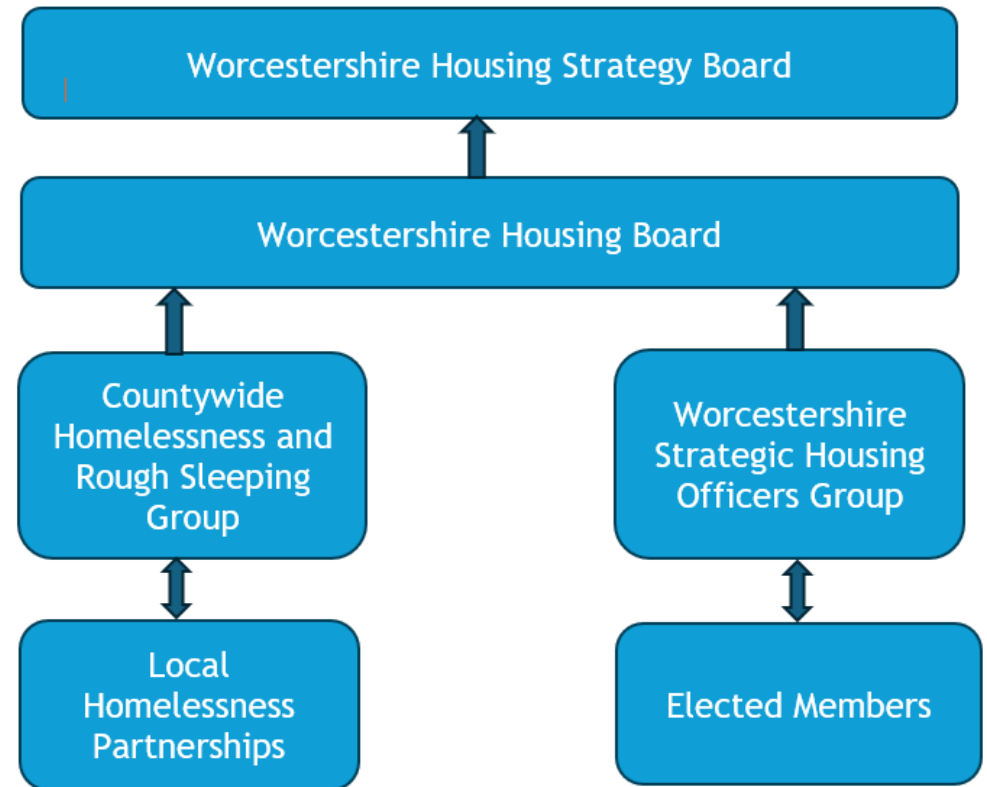 Worcestershire Housing Strategy Board
Worcestershire Housing Board
Countywide
Homelessness and
Rough Sleeping
Group
Worcestershire
Strategic Housing
Officers Group
Local
Homelessness
Partnerships
Elected Members